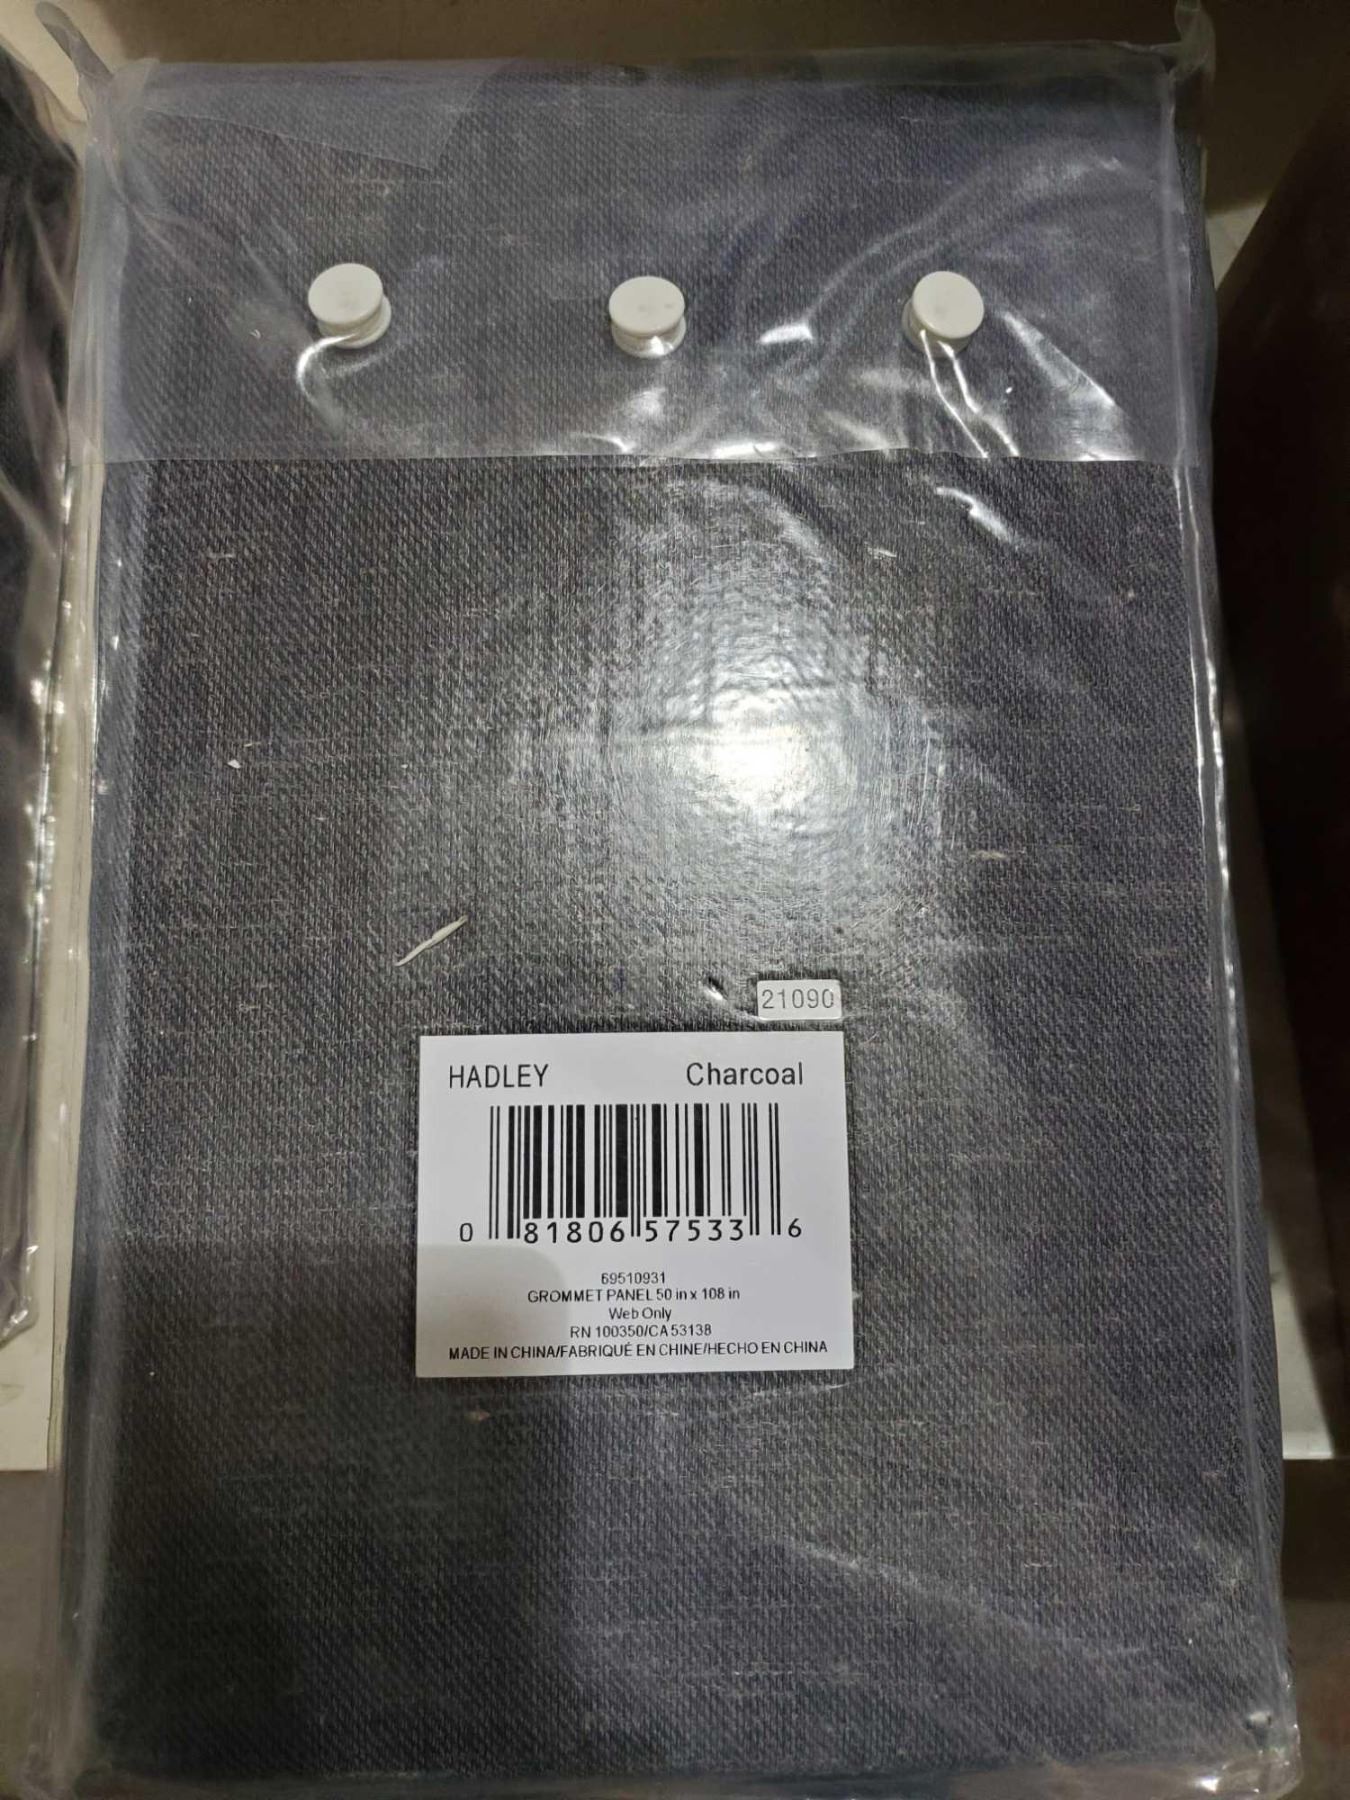 21090
HADLEY Charcoal
0 81806 57533 6
69510931
GROMMET PANEL 50 in x 108 in
Web Only
RN 100350/CA 53138
MADE IN CHINA/FABRIQUÉ EN CHINE/HECHO EN CHINA